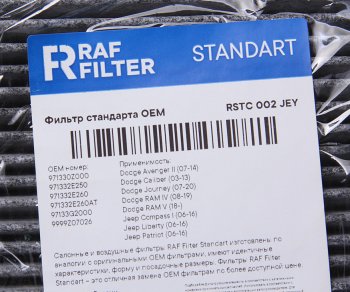 RAF
FILTER
STANDART
Фильтр стандарта OEM
RSTC 002 JEY
OEM номер:
971330Z000
971332E250
971332E260
971332E260AT
97133G2000
9999Z07026
Применимость:
Dodge Avenger II (07-14)
Dodge Caliber (03-13)
Dodge Journey (07-20)
Dodge RAM IV (08-19)
Dodge RAM V (18+)
Jeep Compass I (06-16)
Jeep Liberty (06-16)
Jeep Patriot (06-16)
Салонные и воздушные фильтры RAF Filter Standart изготовлены по
аналогии с оригинальными OEM фильтрами, имеют идентичные
характеристики, форму и посадочные размеры. Фильтры RAF Filter
Standart – это отличная замена OEM фильтрам по более доступной цене.